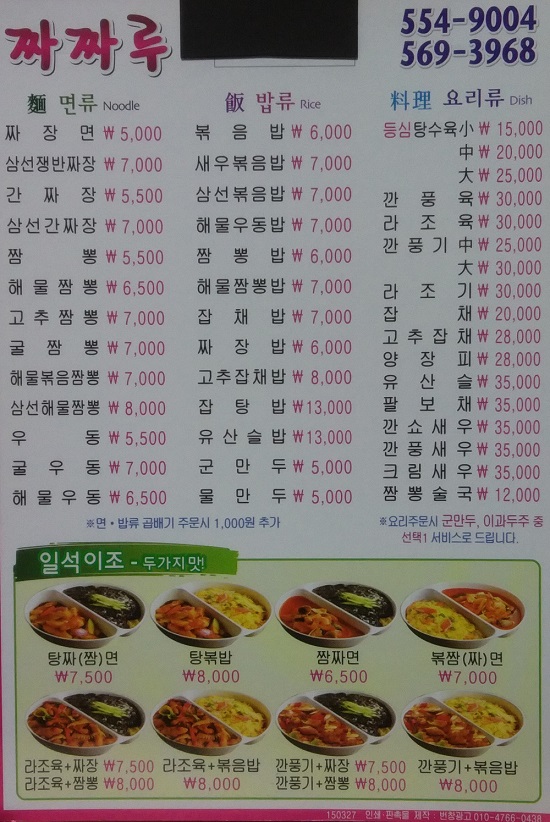 짜짜루
554-9004
569-3968
麵 면류 Noodle
짜장면 ₩5,000
삼선쟁반짜장 ₩7,000
간짜장 ₩5,500
삼선간짜장 ₩7,000
짬뽕 ₩5,500
해물짬뽕 ₩6,500
고추짬뽕 ₩7,000
굴짬뽕 ₩7,000
해물볶음짬뽕 ₩7,000
삼선해물짬뽕 ₩8,000
우동 ₩5,500
굴우동 ₩7,000
해물우동 ₩6,500
飯 밥류 Rice
볶음밥 ₩6,000
새우볶음밥 ₩7,000
삼선볶음밥 ₩7,000
해물우동밥 ₩7,000
짬뽕밥 ₩6,000
해물짬뽕밥 ₩7,000
잡채밥 ₩7,000
짜장밥 ₩6,000
고추잡채밥 ₩8,000
잡탕밥 ₩13,000
유산슬밥 ₩13,000
군만두 ₩5,000
물만두 ₩5,000
※면·밥류 곱배기 주문시 1,000원 추가
料理 요리류 Dish
등심탕수육小 ₩15,000
中 ₩20,000
大 ₩25,000
깐풍육 ₩30,000
라조육 ₩30,000
깐풍기中 ₩25,000
大 ₩30,000
라조기 ₩30,000
잡채 ₩20,000
고추잡채 ₩28,000
양장피 ₩28,000
유산슬 ₩35,000
팔보채 ₩35,000
깐쇼새우 ₩35,000
깐풍새우 ₩35,000
크림새우 ₩35,000
짬뽕술국 ₩12,000
※요리주문시 군만두, 이과두주 중
선택1 서비스로 드립니다.
일석이조 - 두가지맛!
탕짜(짬)면
₩7,500
탕볶밥
₩8,000
짬짜면
₩6,500
볶짬(짜)면
₩7,000
라조육+짜장 ₩7,500
라조육+짬뽕 ₩8,000
라조육+볶음밥
₩8,000
깐풍기+짜장 ₩7,500
깐풍기+짬뽕 ₩8,000
깐풍기+볶음밥
₩8,000
150327 인쇄·판촉물 제작 : 번창광고 010-4756-0438